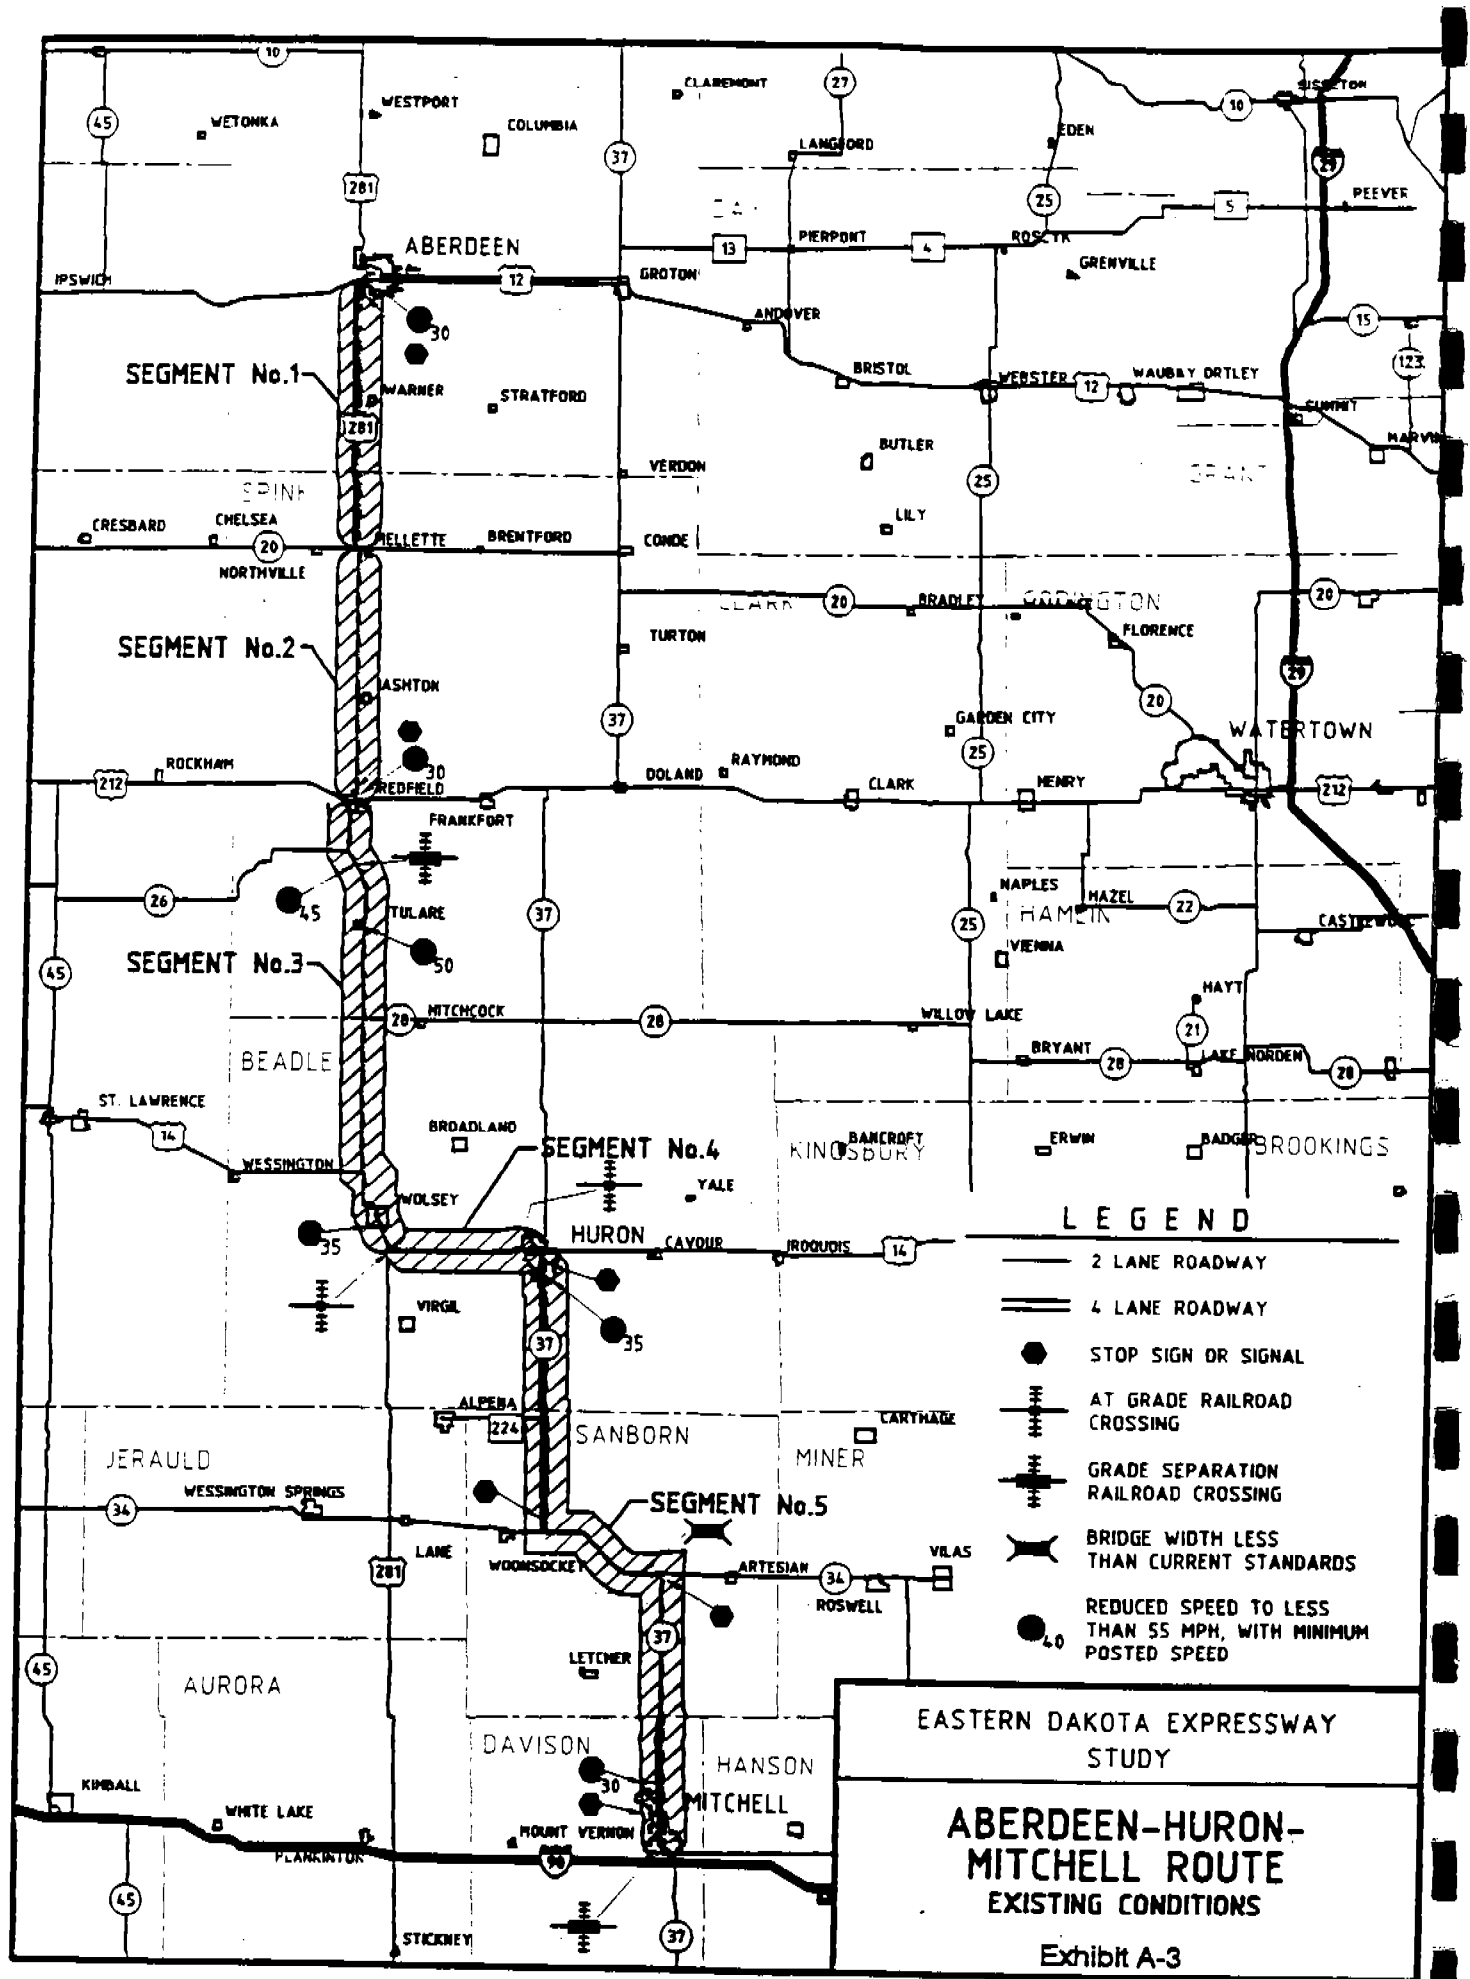 10
45
WETONKA
WESTPORT
COLUMBIA
CLAREMONT
27
LANGFORD
EDEN
10
SISSETON
29
281
37
25
5
PEEVER
ABERDEEN
13
PIERPONT
4
GRENVILLE
IPSWICH
12
GROTON
ANDOVER
30
15
123
SEGMENT No.1
WARNER
STRATFORD
BRISTOL
WEBSTER
12
WAUBAY ORTLEY
SUMMIT
281
BUTLER
VERDON
25
GRANT
SPINK
LILY
CRESBARD
CHELSEA
20
NORTHVILLE
BRENTFORD
CONDE
CLARK
20
BRADLEY
20
FLORENCE
SEGMENT No.2
TURTON
ASHTON
29
20
37
GARDEN CITY
25
WATERTOWN
30
ROCKHAM
212
REDFIELD
DOLAND
RAYMOND
CLARK
HENRY
212
FRANKFORT
26
45
TULARE
37
NAPLES
HAZEL
22
HAMLIN
25
VIENNA
50
SEGMENT No.3
45
HAYT
28
HITCHCOCK
28
WILLOW LAKE
21
BRYANT
28
LAKE NORDEN
28
BEADLE
ST. LAWRENCE
14
WESSINGTON
BROADLAND
SEGMENT No.4
KINGSBURY
BANCROFT
ERWIN
BADGER
BROOKINGS
YALE
WOLSEY
35
HURON
CAVOUR
IROQUOIS
14
VIRGIL
37
35
LEGEND
2 LANE ROADWAY
4 LANE ROADWAY
STOP SIGN OR SIGNAL
AT GRADE RAILROAD
CROSSING
GRADE SEPARATION
RAILROAD CROSSING
BRIDGE WIDTH LESS
THAN CURRENT STANDARDS
40
REDUCED SPEED TO LESS
THAN 55 MPH, WITH MINIMUM
POSTED SPEED
ALPENA
224
SANBORN
CARTHAGE
MINER
JERAULD
WESSINGTON SPRINGS
34
SEGMENT No.5
LANE
WOONSOCKET
ARTESIAN
34
VILAS
ROSWELL
281
37
LETCHER
45
AURORA
DAVISON
HANSON
30
MITCHELL
KIMBALL
WHITE LAKE
PLANKINTON
MOUNT VERNON
90
45
STICKNEY
37
EASTERN DAKOTA EXPRESSWAY
STUDY
ABERDEEN-HURON-
MITCHELL ROUTE
EXISTING CONDITIONS
Exhibit A-3